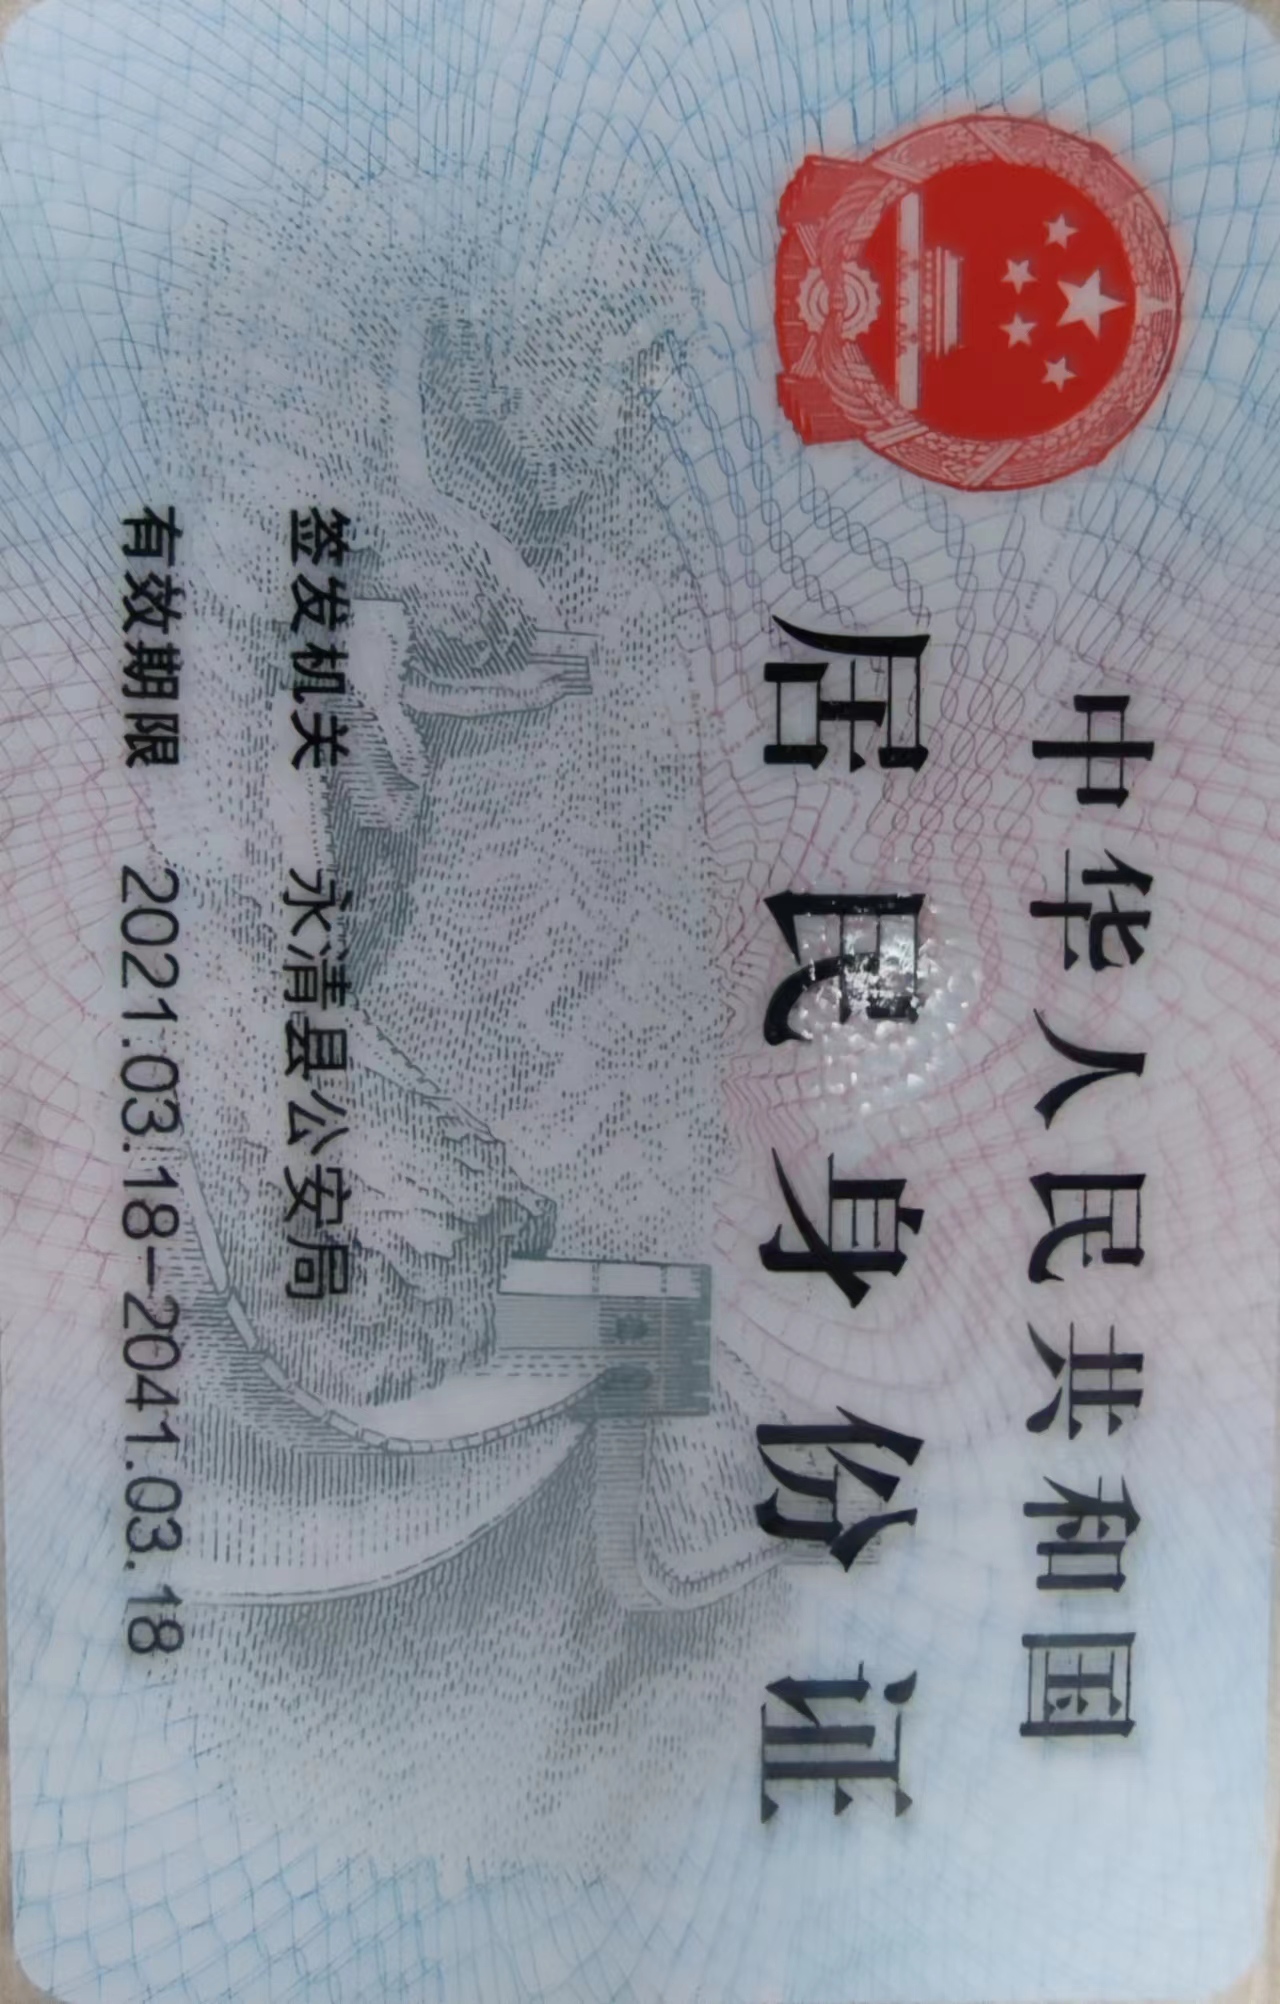 中华人民共和国
居民身份证
签发机关 永清县公安局
有效期限 2021.03.18-2041.03.18